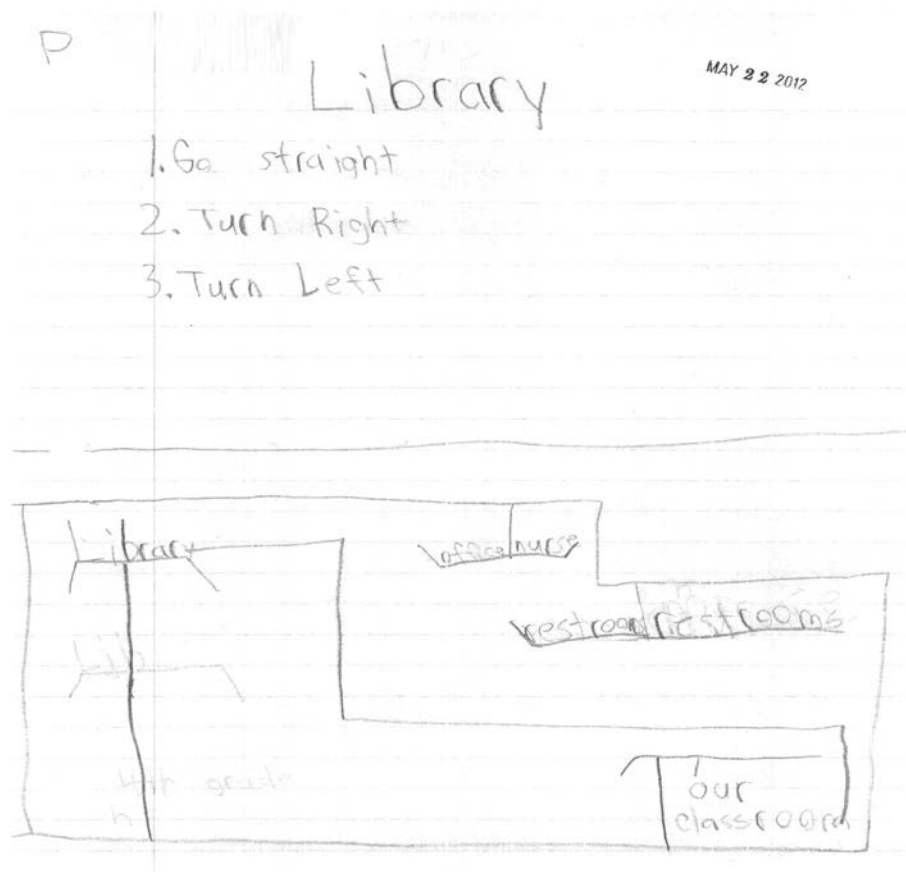 P
Library
MAY 22 2012
1. Go straight
2. Turn Right
3. Turn Left
Library
office nurse
restroom restrooms
Lib
4th grade
h
our
classroom